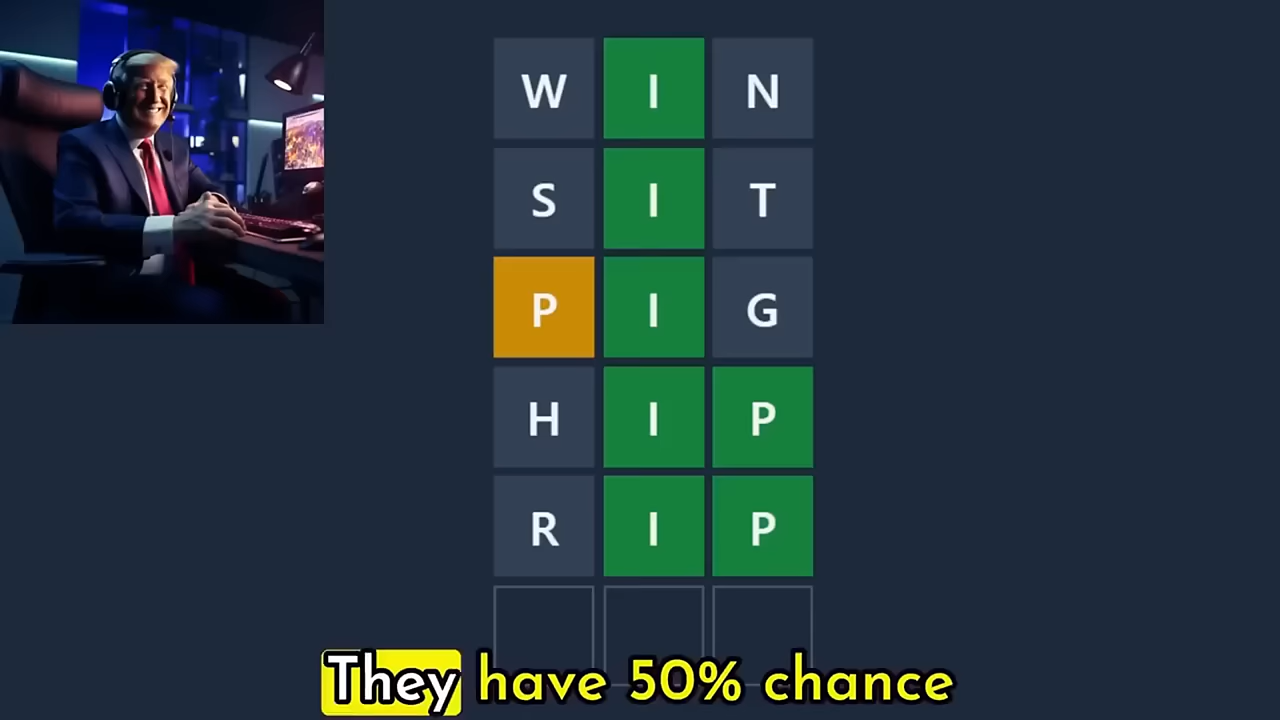 W I N
S I T
P I G
H I P
R I P
They have 50% chance